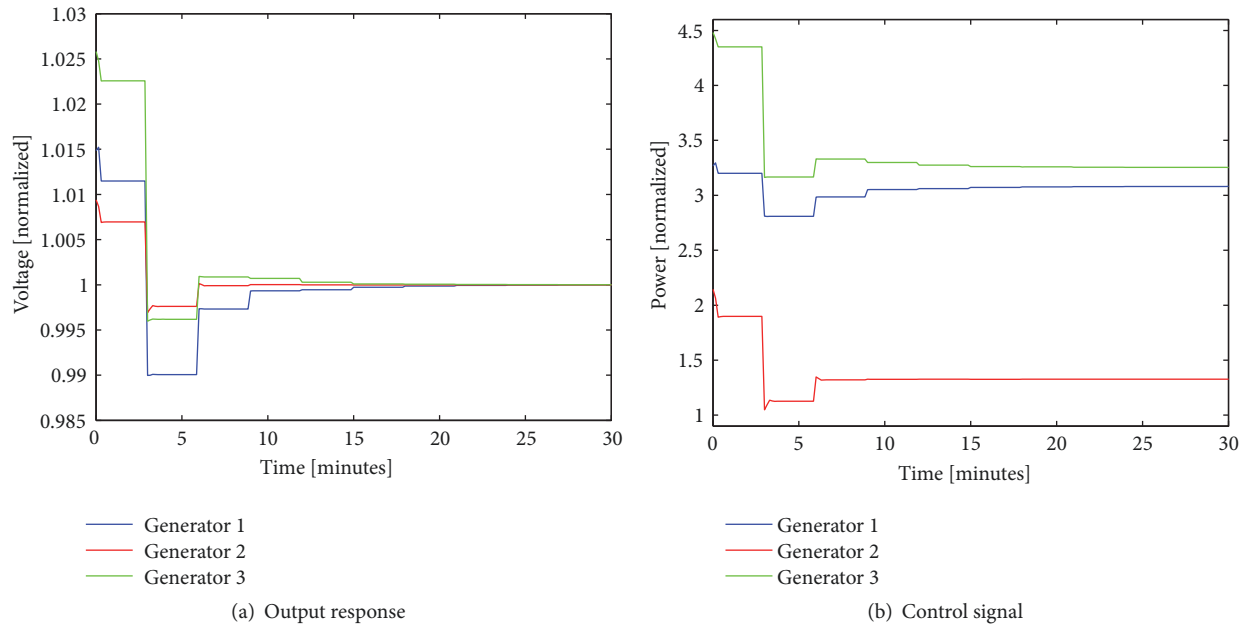 1.03
1.025
1.02
1.015
1.01
1.005
1
0.995
0.99
0.985
Voltage [normalized]
0 5 10 15 20 25 30
Time [minutes]
Generator 1
Generator 2
Generator 3
(a) Output response
4.5
4
3.5
3
2.5
2
1.5
1
Power [normalized]
0 5 10 15 20 25 30
Time [minutes]
Generator 1
Generator 2
Generator 3
(b) Control signal